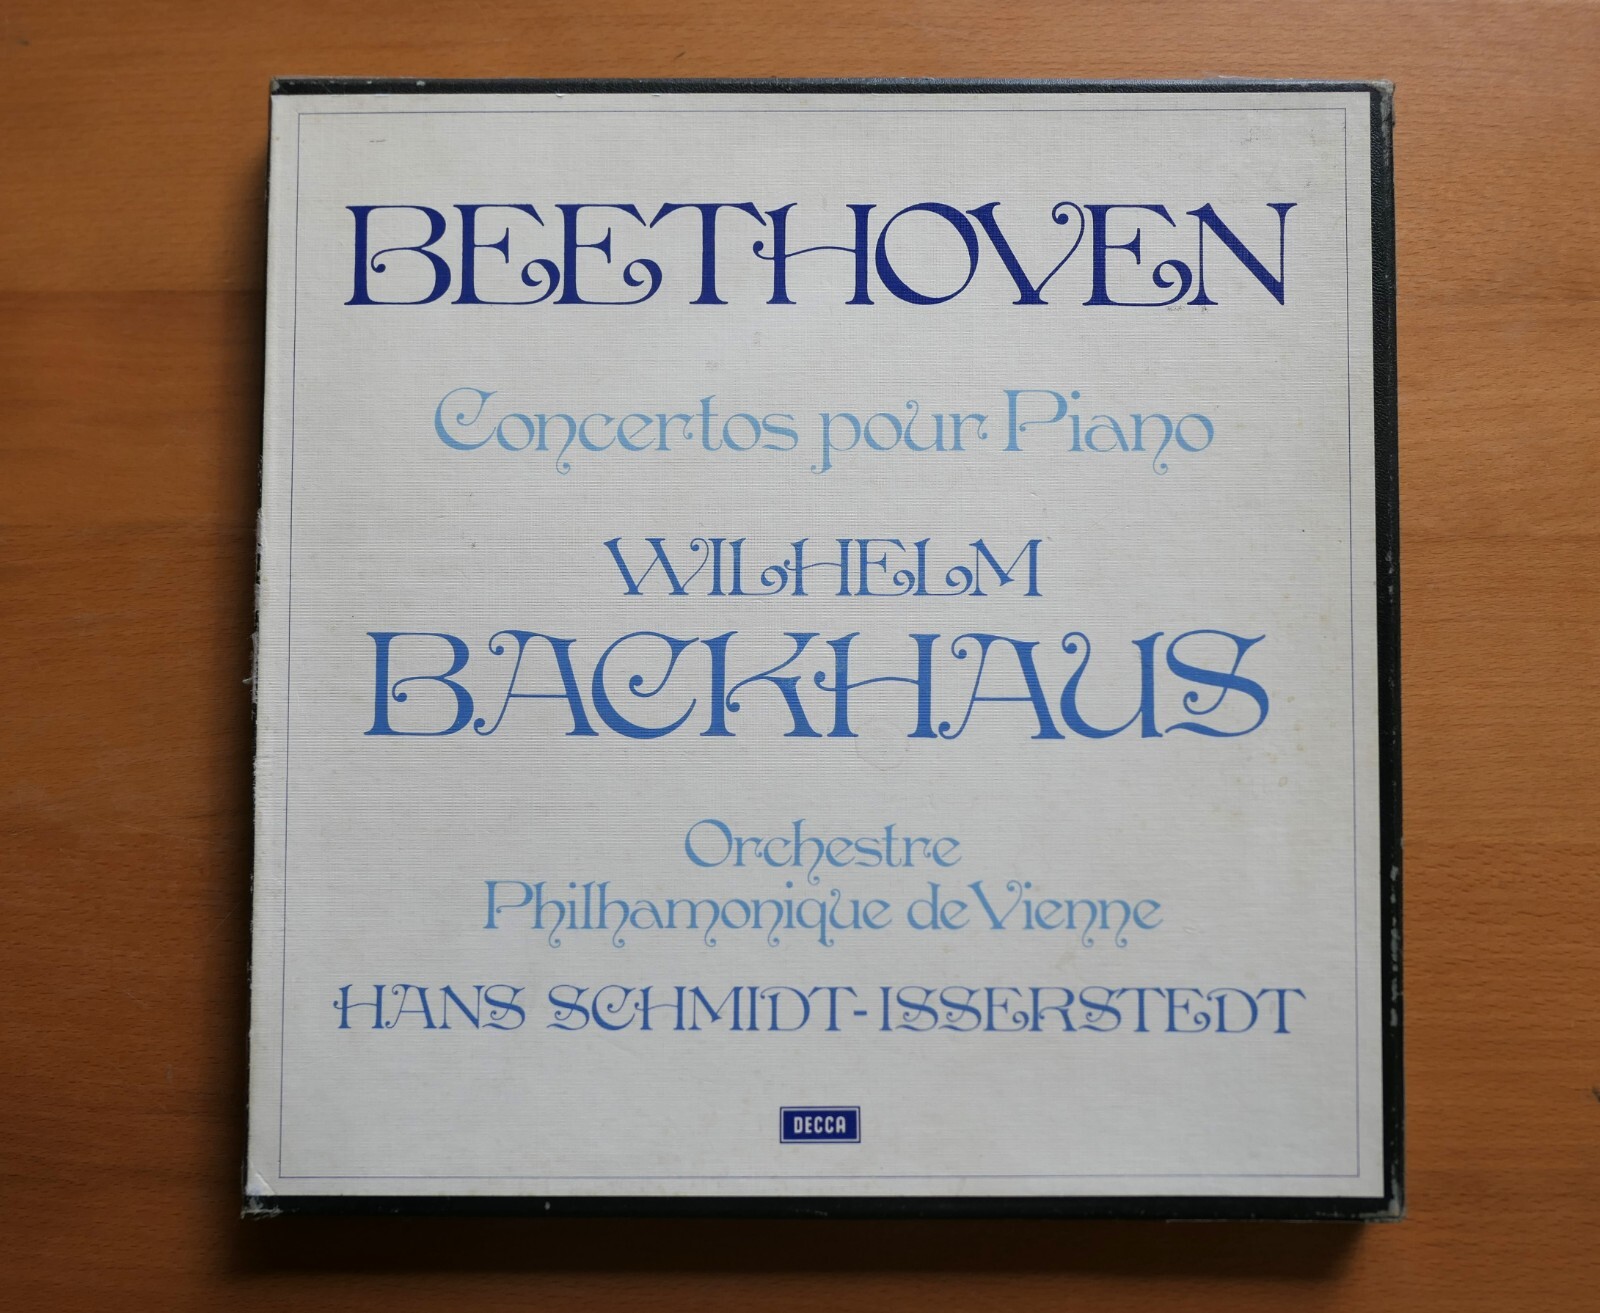 BEETHOVEN
Concertos pour Piano
WILHELM
BACKHAUS
Orchestre
Philhamonique de Vienne
HANS SCHMIDT-ISSERSTEDT
DECCA